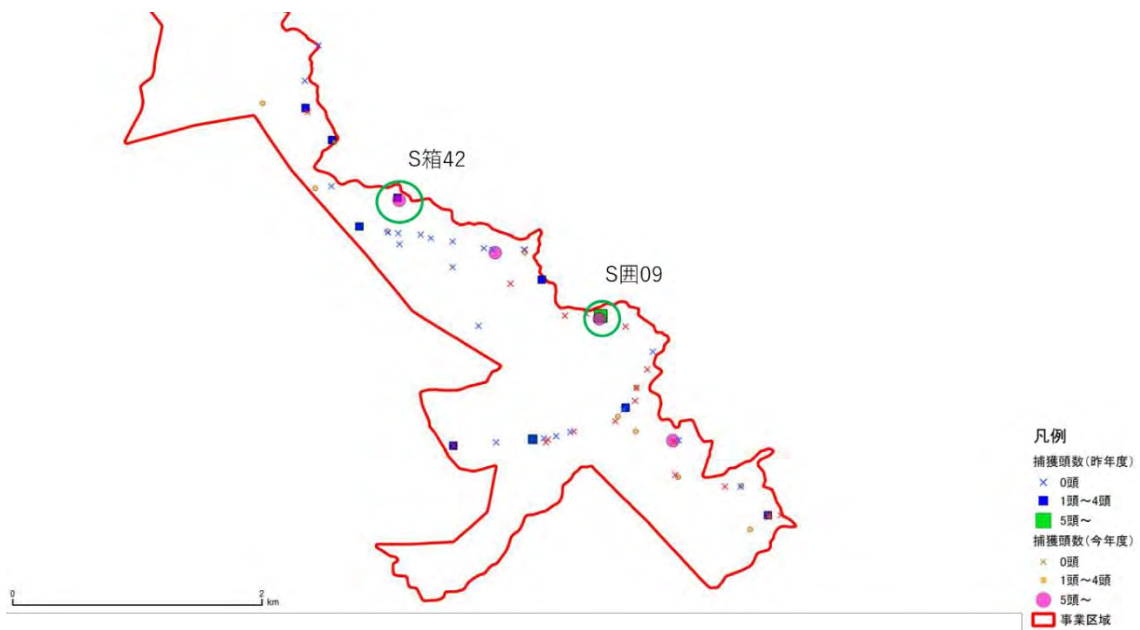 S箱42
S囲09
凡例
捕獲頭数(昨年度)
0頭
1頭～4頭
5頭～
捕獲頭数(今年度)
0頭
1頭～4頭
5頭～
事業区域
0 2
km